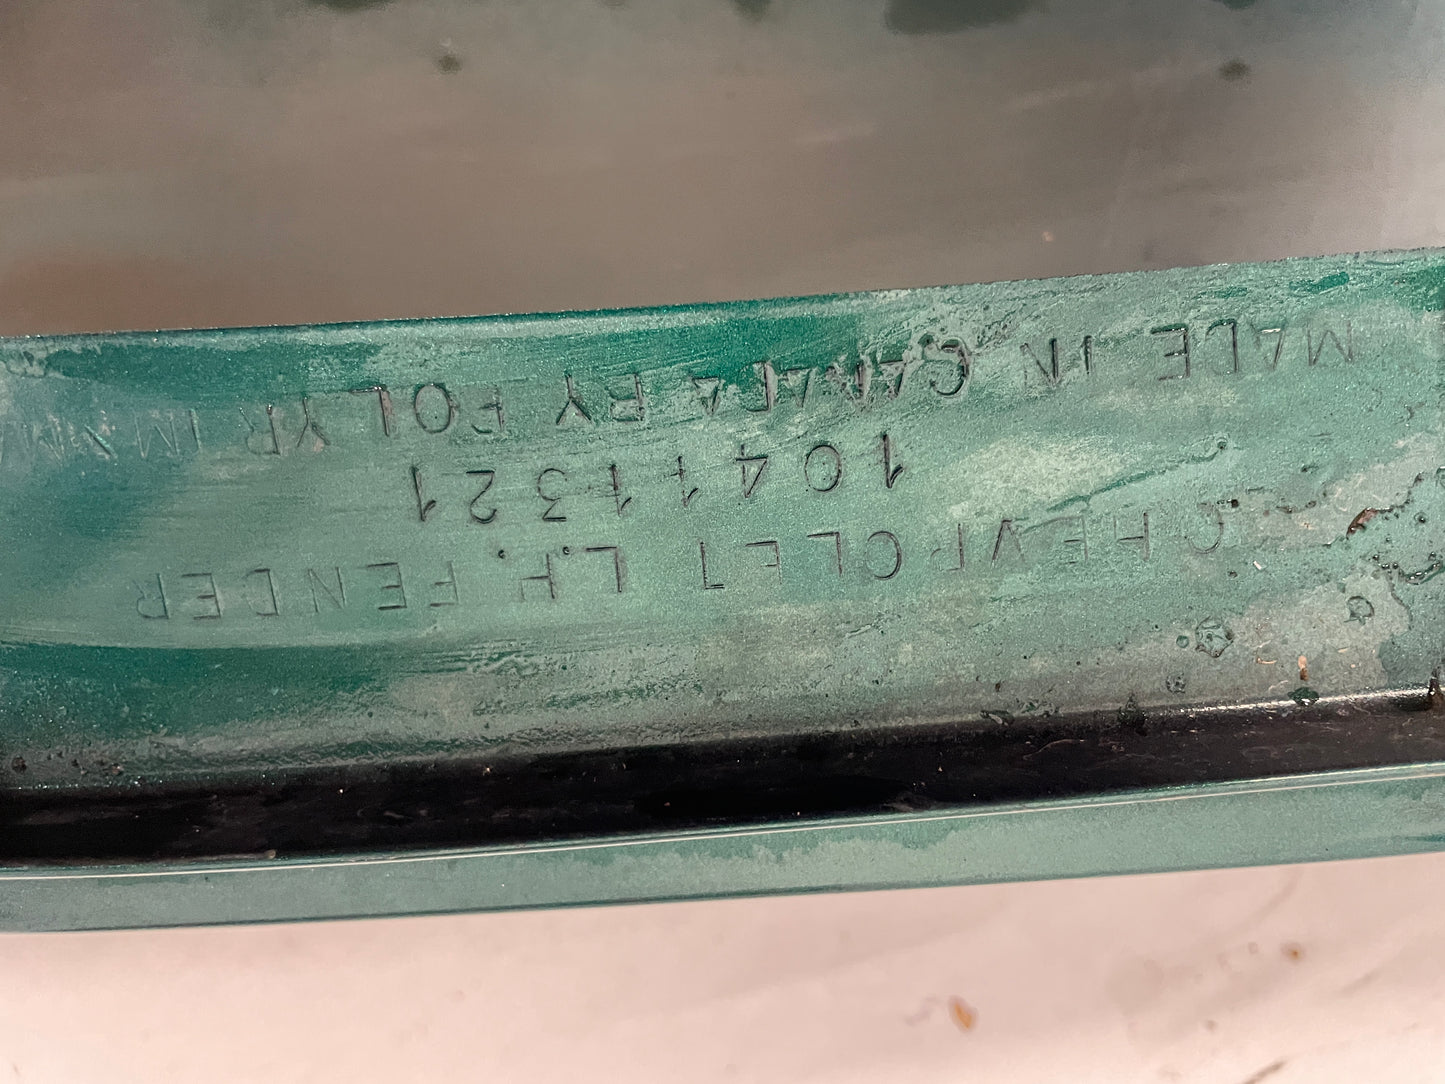 CHEVROLET L.H. FENDER
10411321
MADE IN CANADA BY POLYRIM